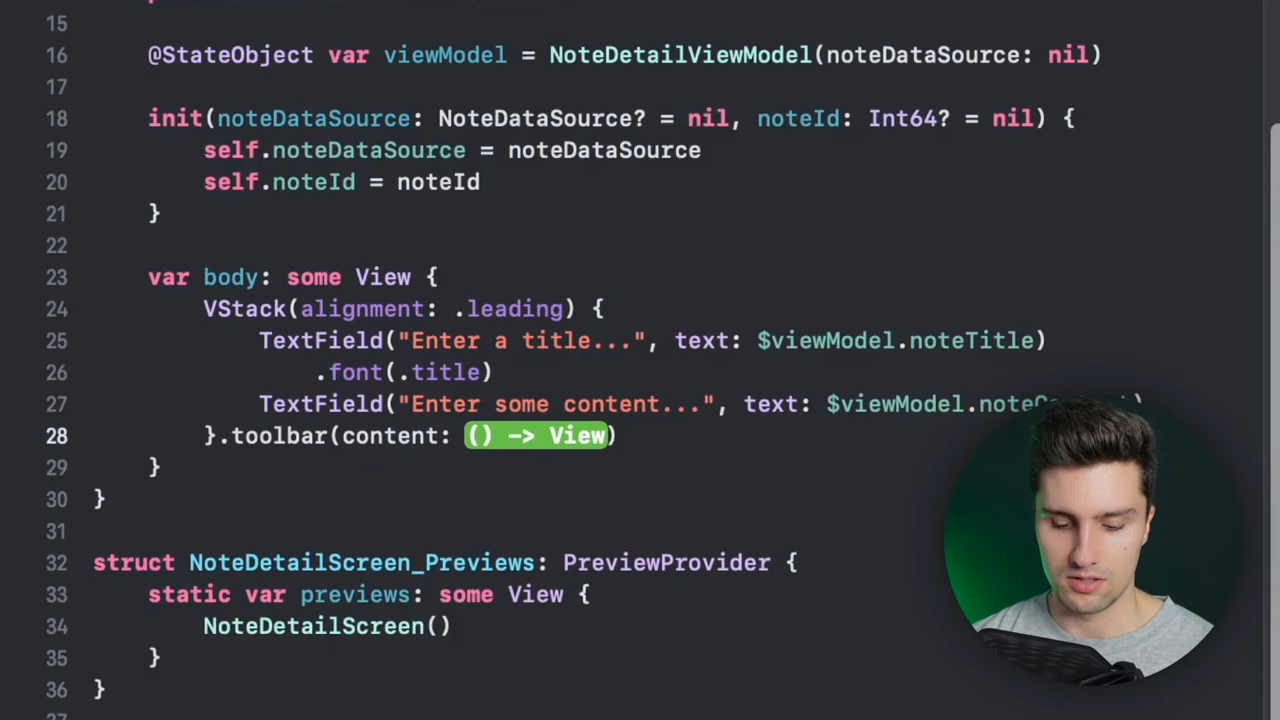 15
16 @StateObject var viewModel = NoteDetailViewModel(noteDataSource: nil)
17
18 init(noteDataSource: NoteDataSource? = nil, noteId: Int64? = nil) {
19 self.noteDataSource = noteDataSource
20 self.noteId = noteId
21 }
22
23 var body: some View {
24 VStack(alignment: .leading) {
25 TextField("Enter a title...", text: $viewModel.noteTitle)
26 .font(.title)
27 TextField("Enter some content...", text: $viewModel.
28 }.toolbar(content: () -> View)
29 }
30 }
31
32 struct NoteDetailScreen_Previews: PreviewProvider {
33 static var previews: some View {
34 NoteDetailScreen()
35 }
36 }